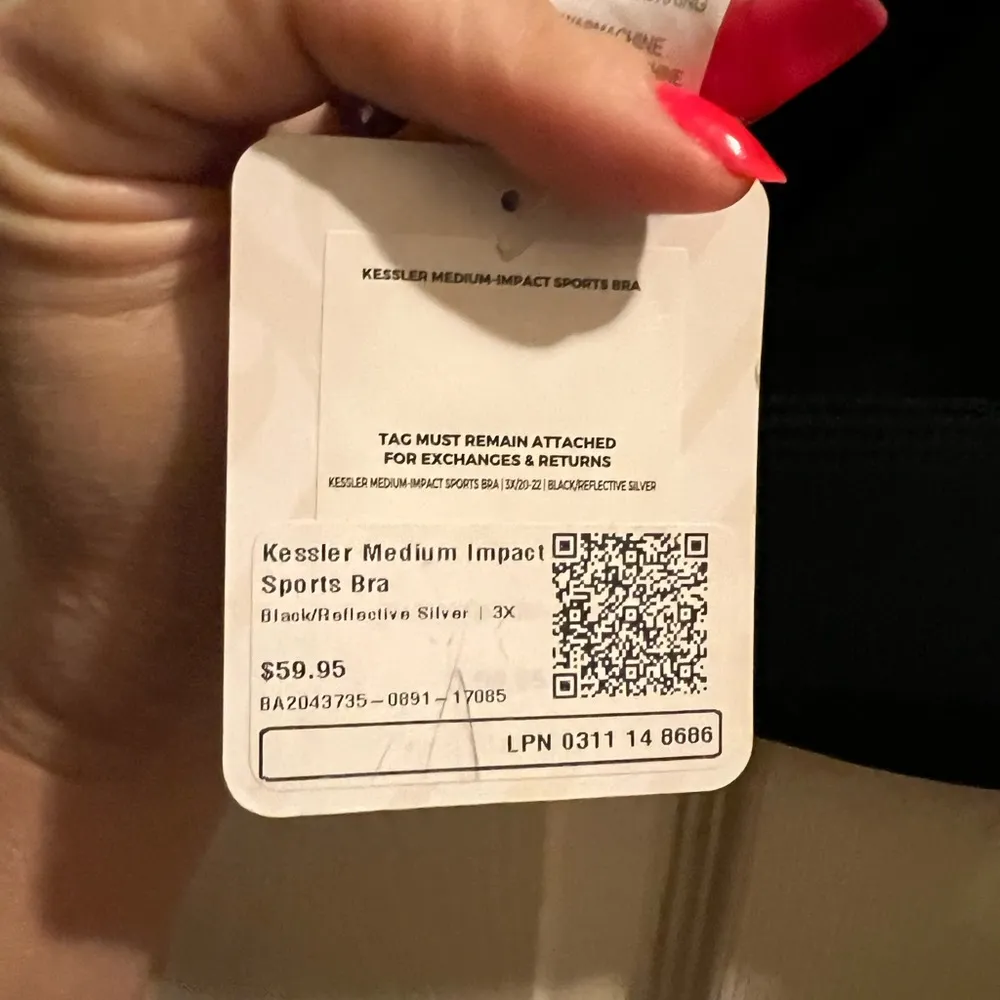 KESSLER MEDIUM-IMPACT SPORTS BRA
TAG MUST REMAIN ATTACHED
FOR EXCHANGES & RETURNS
KESSLER MEDIUM-IMPACT SPORTS BRA | 3X/20-22 | BLACK/REFLECTIVE SILVER
Kessler Medium Impact
Sports Bra
Black/Reflective Silver | 3X
$59.95
BA2043735-0891-17085
LPN 0311 14 8686